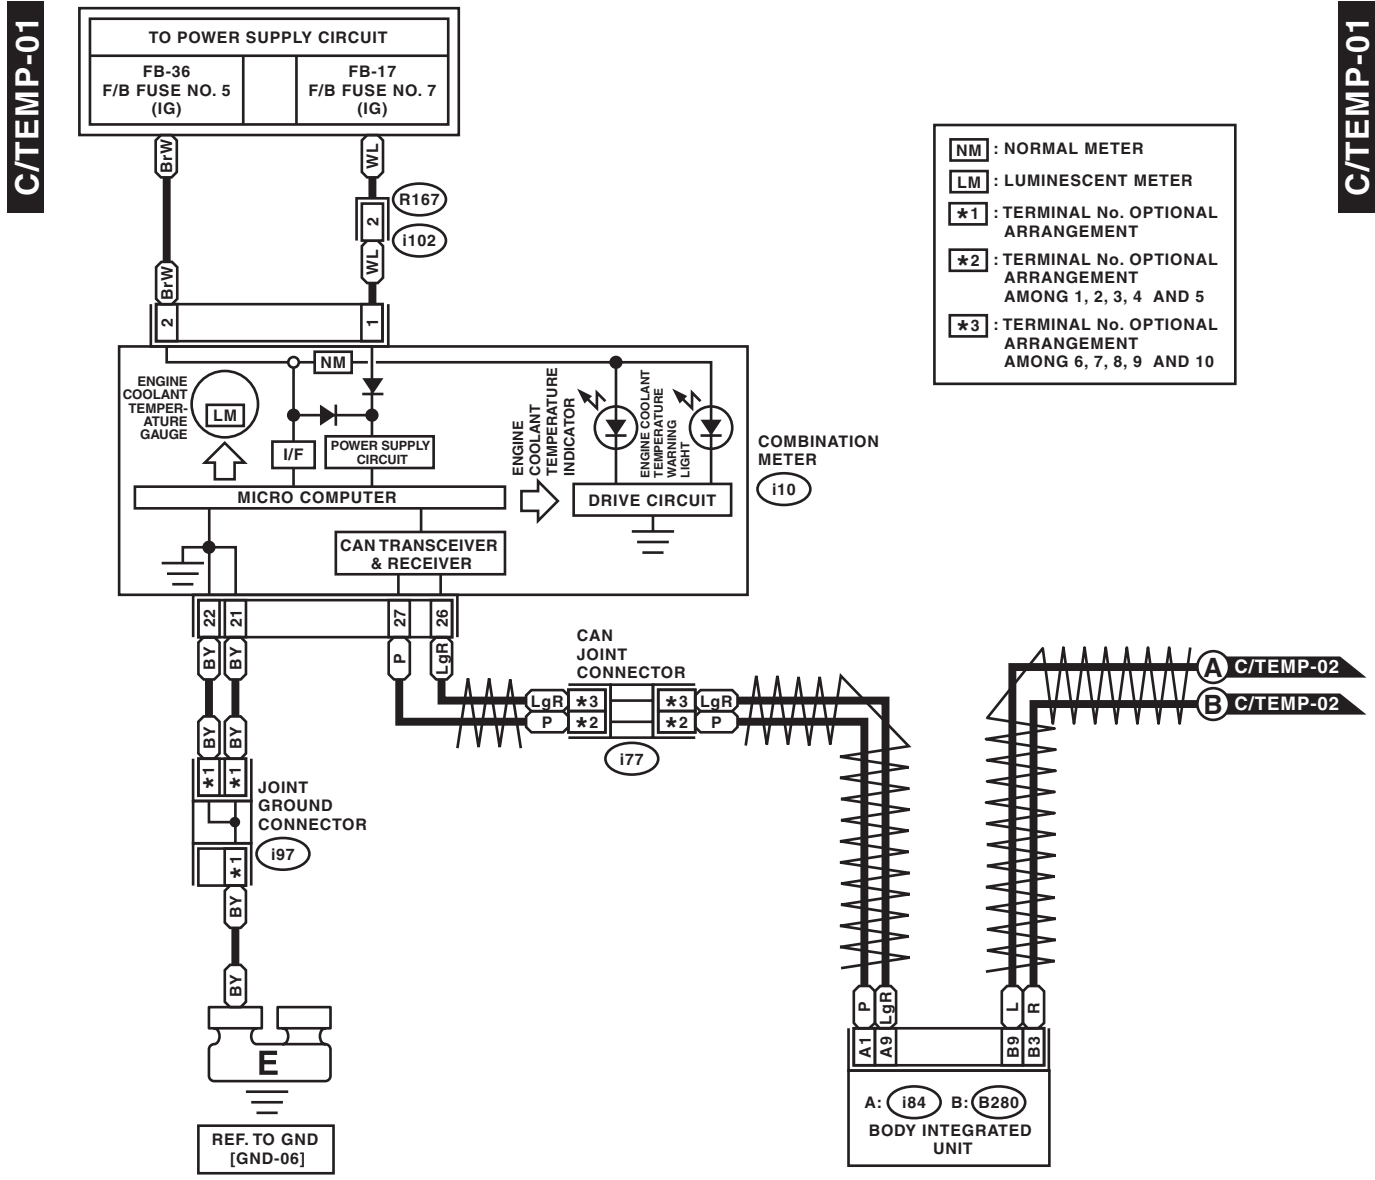 C/TEMP-01
C/TEMP-01
TO POWER SUPPLY CIRCUIT
FB-36
F/B FUSE NO. 5
(IG)
FB-17
F/B FUSE NO. 7
(IG)
BrW
WL
R167
2
i102
BrW
WL
2
1
NM : NORMAL METER
LM : LUMINESCENT METER
*1 : TERMINAL No. OPTIONAL
ARRANGEMENT
*2 : TERMINAL No. OPTIONAL
ARRANGEMENT
AMONG 1, 2, 3, 4 AND 5
*3 : TERMINAL No. OPTIONAL
ARRANGEMENT
AMONG 6, 7, 8, 9 AND 10
NM
ENGINE
COOLANT
TEMPER-
ATURE
GAUGE
LM
I/F
POWER SUPPLY
CIRCUIT
MICRO COMPUTER
ENGINE
COOLANT
TEMPERATURE
INDICATOR
ENGINE COOLANT
TEMPERATURE
WARNING
LIGHT
DRIVE CIRCUIT
COMBINATION
METER
i10
CAN TRANSCEIVER
& RECEIVER
22
21
27
26
BY
BY
P
LgR
CAN
JOINT
CONNECTOR
LgR
*3
*3
LgR
P
*2
*2
P
i77
A
C/TEMP-02
B
C/TEMP-02
BY
BY
*1
*1
JOINT
GROUND
CONNECTOR
i97
*1
BY
BY
E
REF. TO GND
[GND-06]
P
LgR
L
R
A1
A9
B9
B3
A: i84 B: B280
BODY INTEGRATED
UNIT